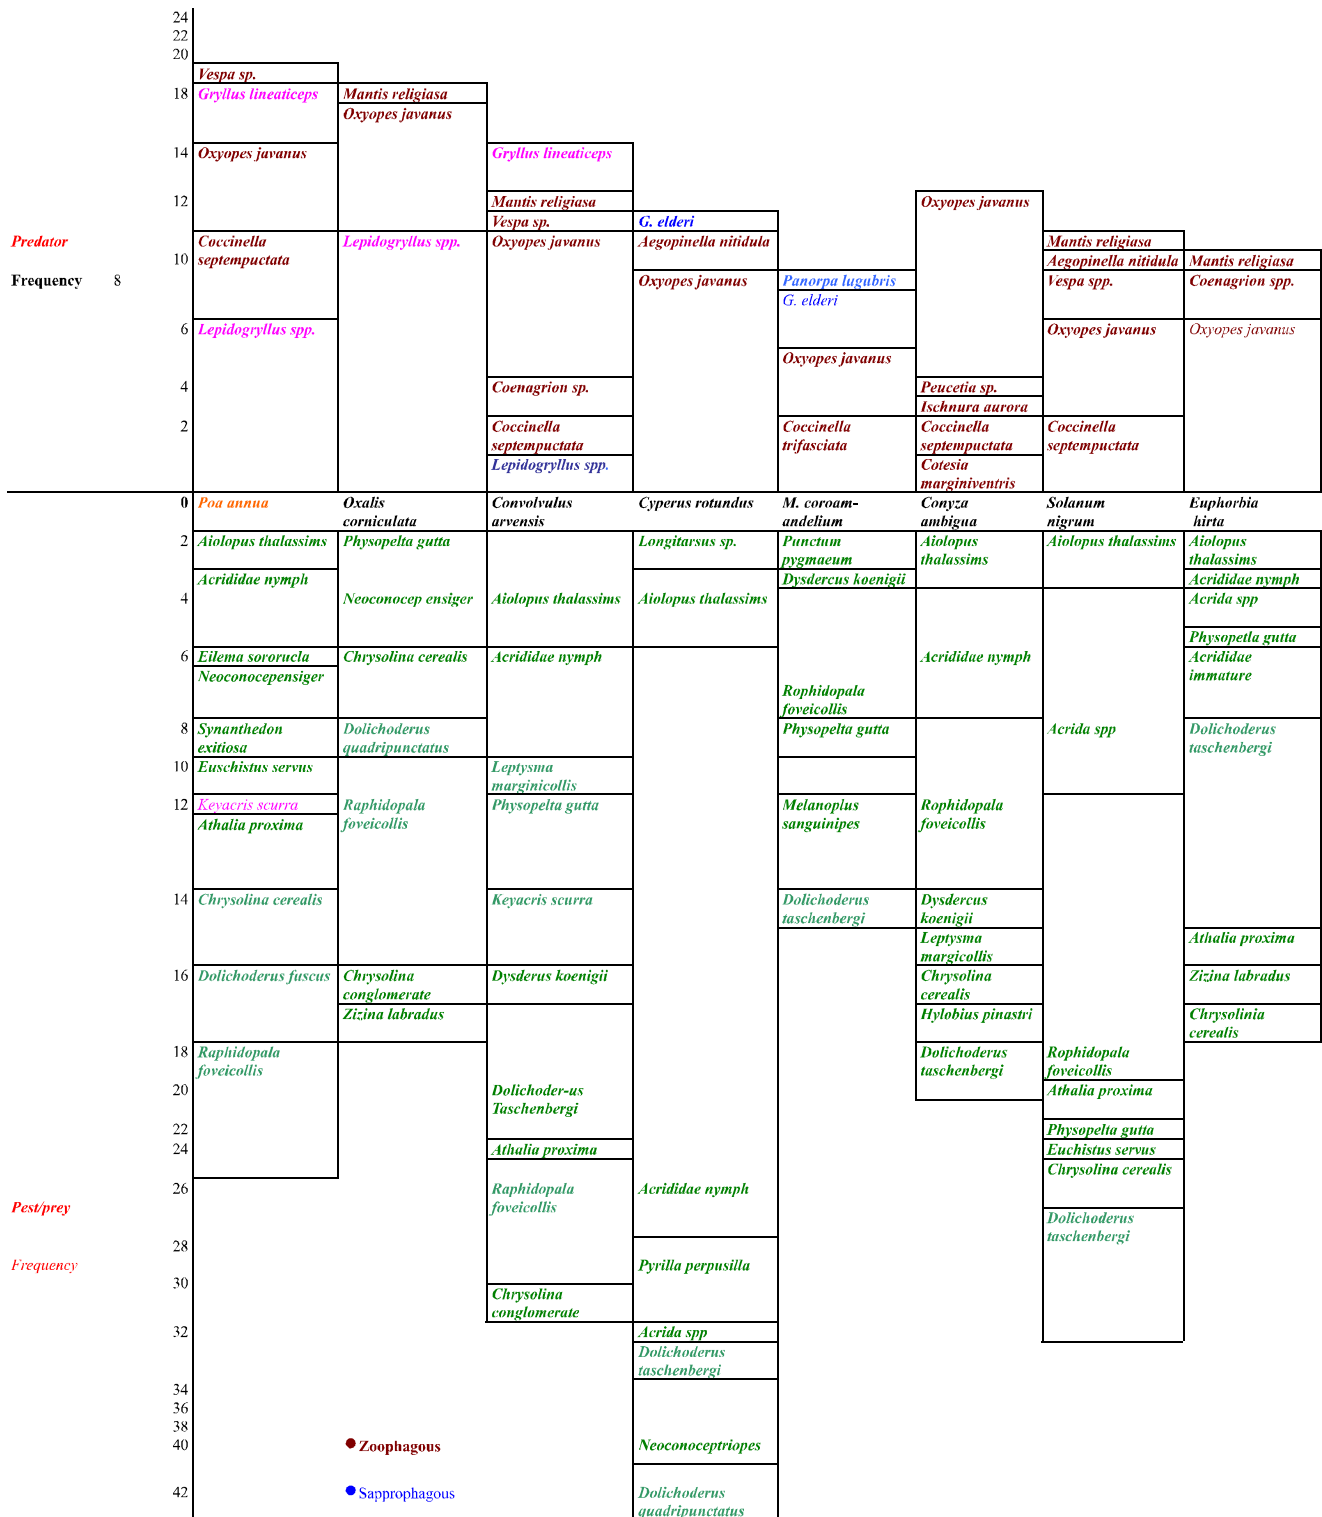 24
22
20
Vespa sp.
18 Gryllus lineaticeps Mantis religiasa
Oxyopes javanus
14 Oxyopes javanus Gryllus lineaticeps
12 Mantis religiasa Oxyopes javanus
Vespa sp. G. elderi
Predator Coccinella Lepidogryllus spp. Oxyopes javanus Aegopinella nitidula Mantis religiasa
10 septempuctata Aegopinella nitidula Mantis religiasa
Frequency 8 Oxyopes javanus Panorpa lugubris Vespa spp. Coenagrion spp.
G. elderi
6 Lepidogryllus spp. Oxyopes javanus Oxyopes javanus
Oxyopes javanus
4 Coenagrion sp. Peucetia sp.
Ischnura aurora
2 Coccinella Coccinella Coccinella Coccinella
septempuctata trifasciata septempuctata septempuctata
Lepidogryllus spp. Cotesia
marginiventris
0 Poa annua Oxalis Convolvulus Cyperus rotundus M. coroam- Conyza Solanum Euphorbia
corniculata arvensis andelium ambigua nigrum hirta
2 Aiolopus thalassims Physopelta gutta Longitarsus sp. Punctum Aiolopus Aiolopus thalassims Aiolopus
pygmaeum thalassims thalassims
Acrididae nymph Dysdercus koenigii Acrididae nymph
4 Neoconocep ensiger Aiolopus thalassims Aiolopus thalassims Acrida spp
Physopetla gutta
6 Eilema sororucla Chrysolina cerealis Acrididae nymph Acrididae nymph Acrididae
Neoconocepensiger immature
Rophidopala
foveicollis
8 Synanthedon Dolichoderus Physopelta gutta Acrida spp Dolichoderus
exitiosa quadripunctatus taschenbergi
10 Euschistus servus Leptysma
marginicollis
12 Keyacris scurra Raphidopala Physopelta gutta Melanoplus Rophidopala
Athalia proxima foveicollis sanguinipes foveicollis
14 Chrysolina cerealis Keyacris scurra Dolichoderus Dysdercus
taschenbergi koenigii
Leptysma Athalia proxima
margicollis
16 Dolichoderus fuscus Chrysolina Dysderus koenigii Chrysolina Zizina labradus
conglomerate cerealis
Zizina labradus Hylobius pinastri Chrysolinia
cerealis
18 Raphidopala Dolichoderus Rophidopala
foveicollis taschenbergi foveicollis
20 Dolichoder-us Athalia proxima
Taschenbergi
22 Physopelta gutta
24 Athalia proxima Euchistus servus
Chrysolina cerealis
26 Raphidopala Acrididae nymph
Pest/prey foveicollis Dolichoderus
taschenbergi
28
Frequency Pyrilla perpusilla
30 Chrysolina
conglomerate
32 Acrida spp
Dolichoderus
taschenbergi
34
36
38
40 Zoophagous Neoconoceptriopes
42 Sapprophagous Dolichoderus
quadripunctatus